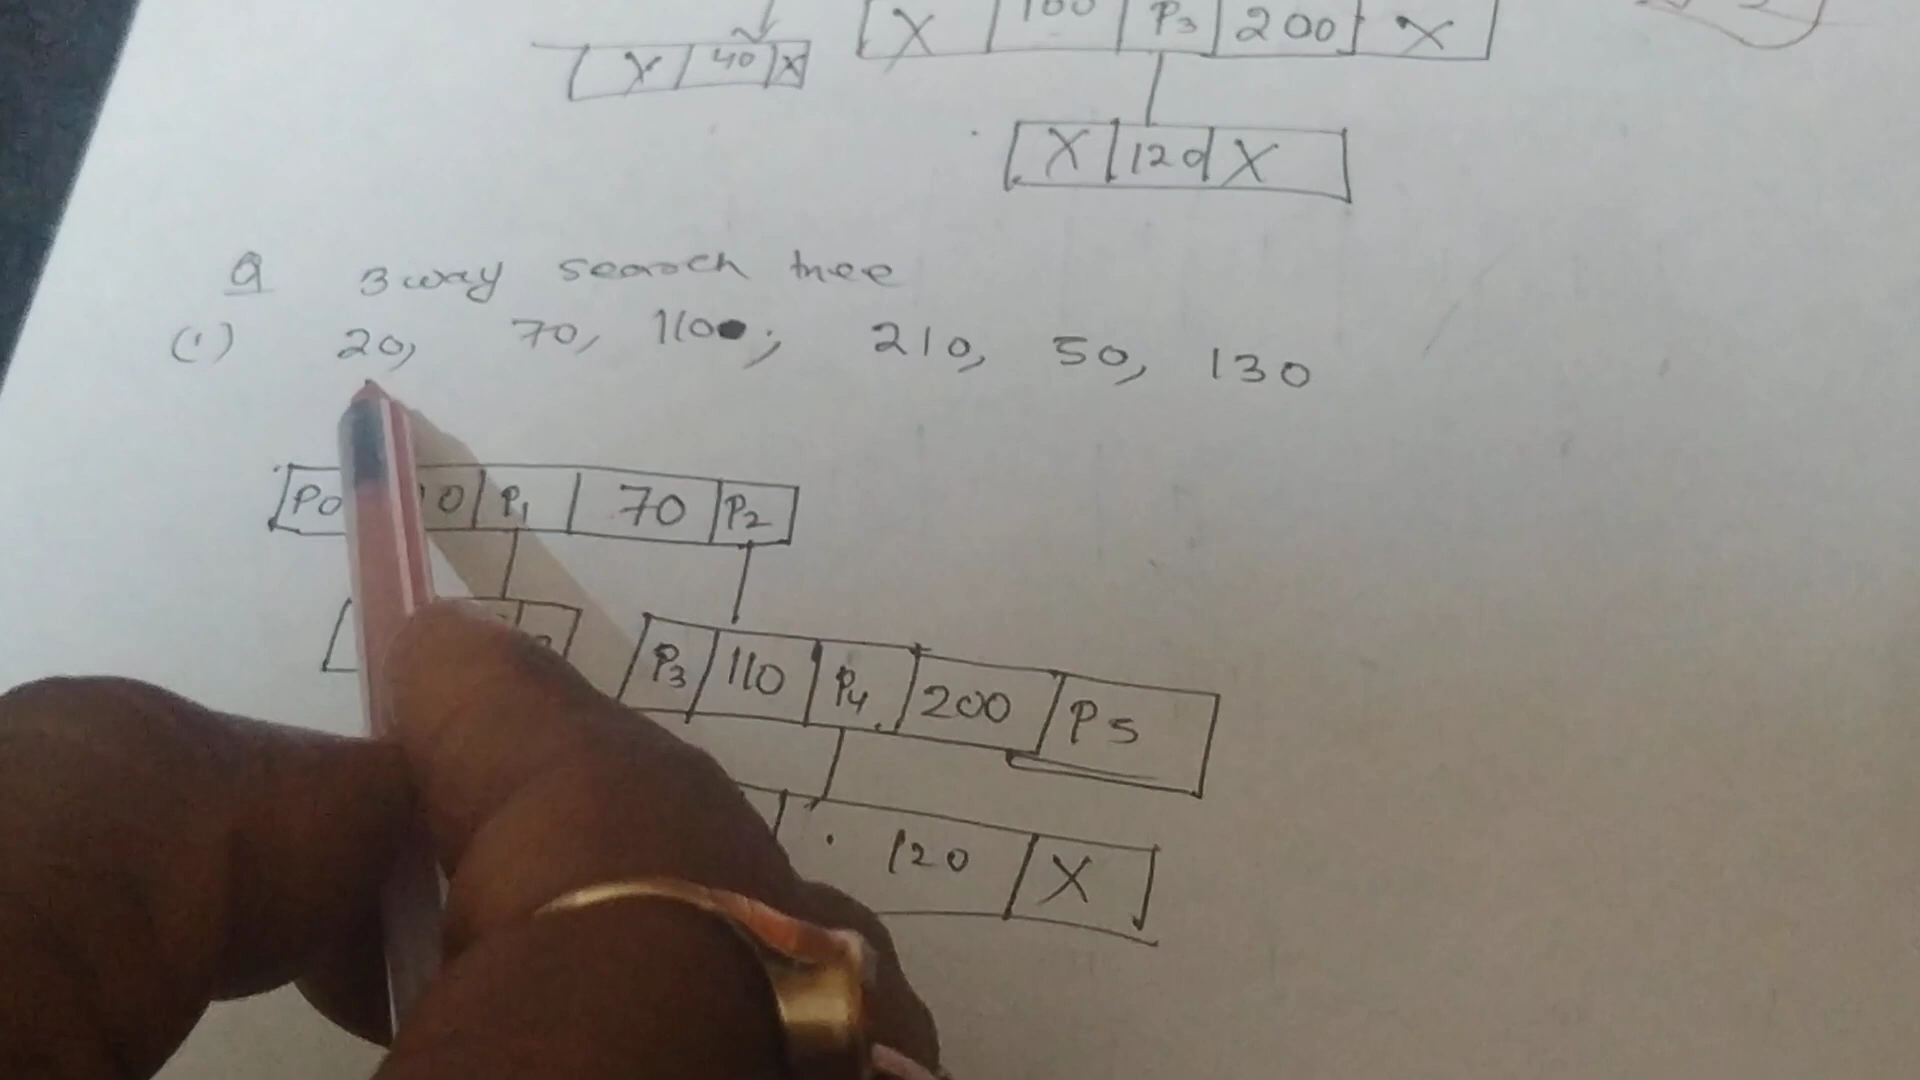 X 100 P3 200 X
X 40 X
X 120 X
Q 3 way search tree
(1) 20, 70, 110, 210, 50, 130
P0 0 P1 70 P2
P3 110 P4 200 P5
120 X